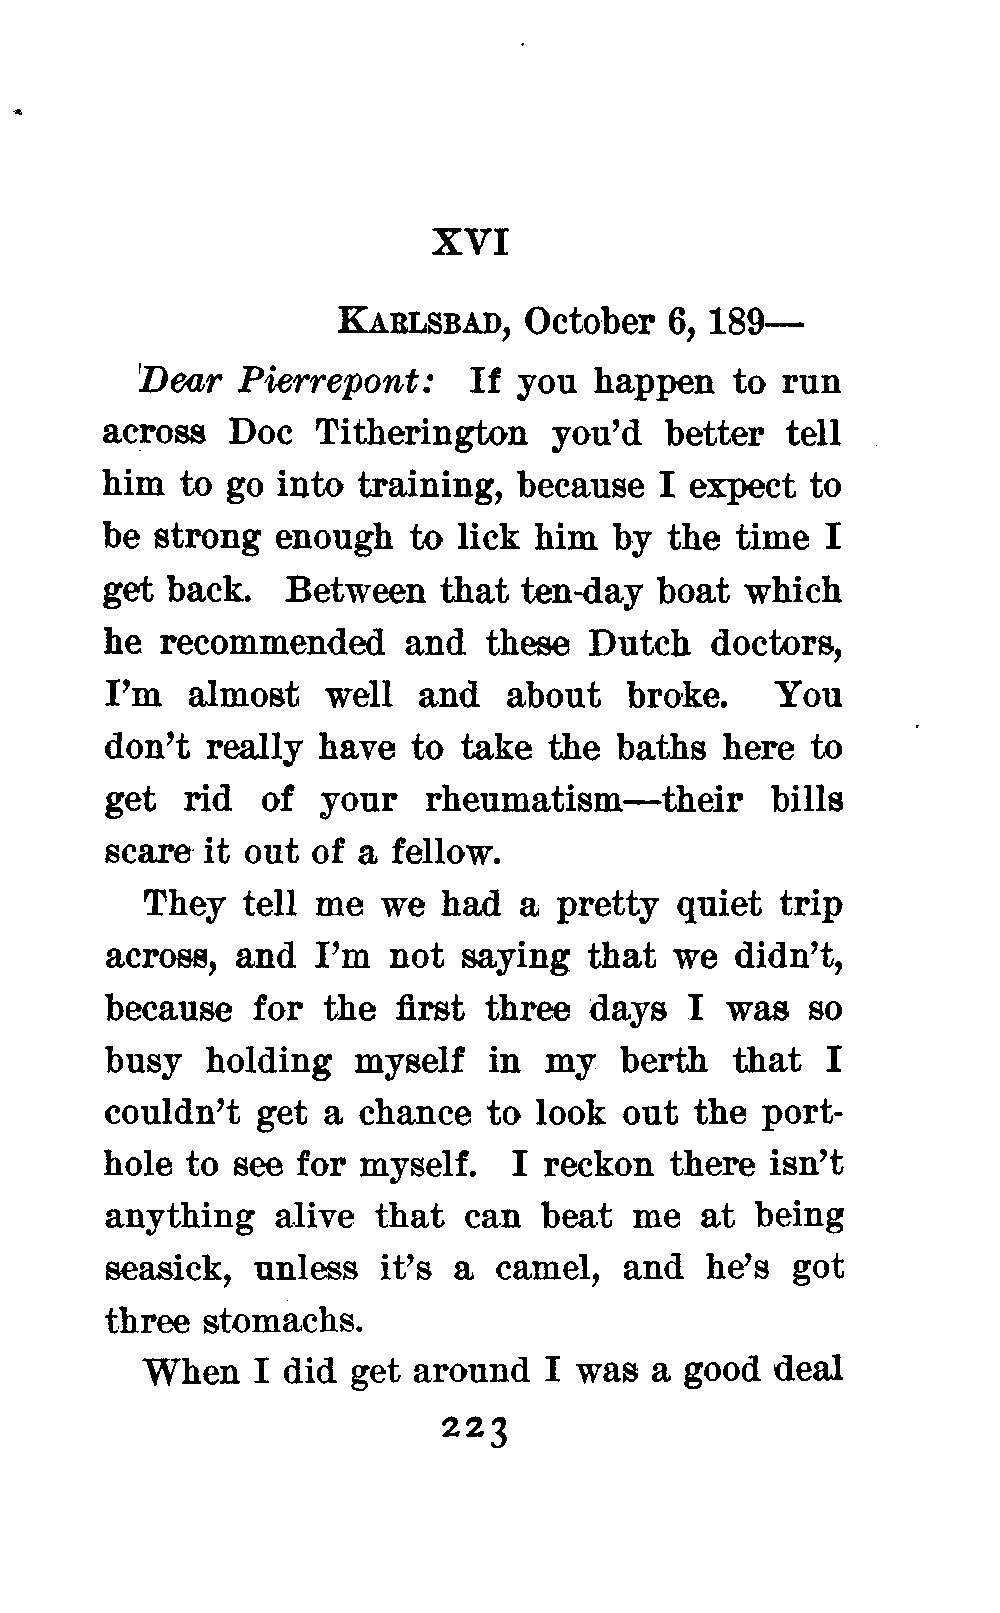 XVI
KARLSBAD, October 6, 189—
Dear Pierrepont: If you happen to run
across Doc Titherington you'd better tell
him to go into training, because I expect to
be strong enough to lick him by the time I
get back. Between that ten-day boat which
he recommended and these Dutch doctors,
I'm almost well and about broke. You
don't really have to take the baths here to
get rid of your rheumatism—their bills
scare it out of a fellow.
They tell me we had a pretty quiet trip
across, and I'm not saying that we didn't,
because for the first three days I was so
busy holding myself in my berth that I
couldn't get a chance to look out the port-
hole to see for myself. I reckon there isn't
anything alive that can beat me at being
seasick, unless it's a camel, and he's got
three stomachs.
When I did get around I was a good deal
223